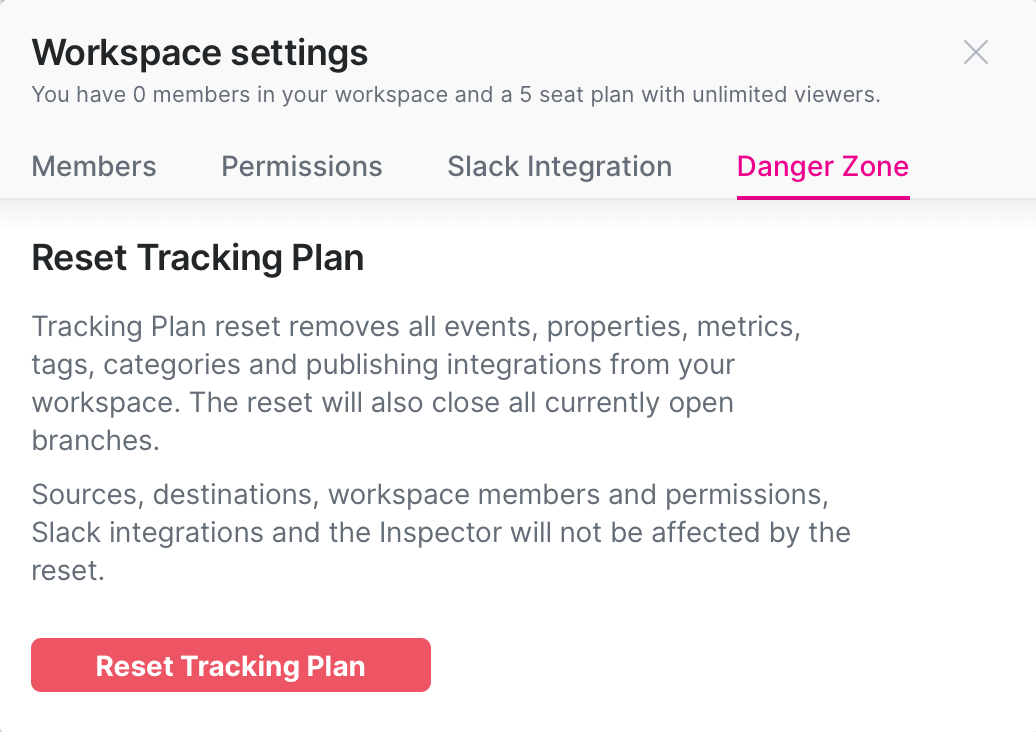 Workspace settings
You have 0 members in your workspace and a 5 seat plan with unlimited viewers.
Members Permissions Slack Integration Danger Zone
Reset Tracking Plan
Tracking Plan reset removes all events, properties, metrics,
tags, categories and publishing integrations from your
workspace. The reset will also close all currently open
branches.
Sources, destinations, workspace members and permissions,
Slack integrations and the Inspector will not be affected by the
reset.
Reset Tracking Plan